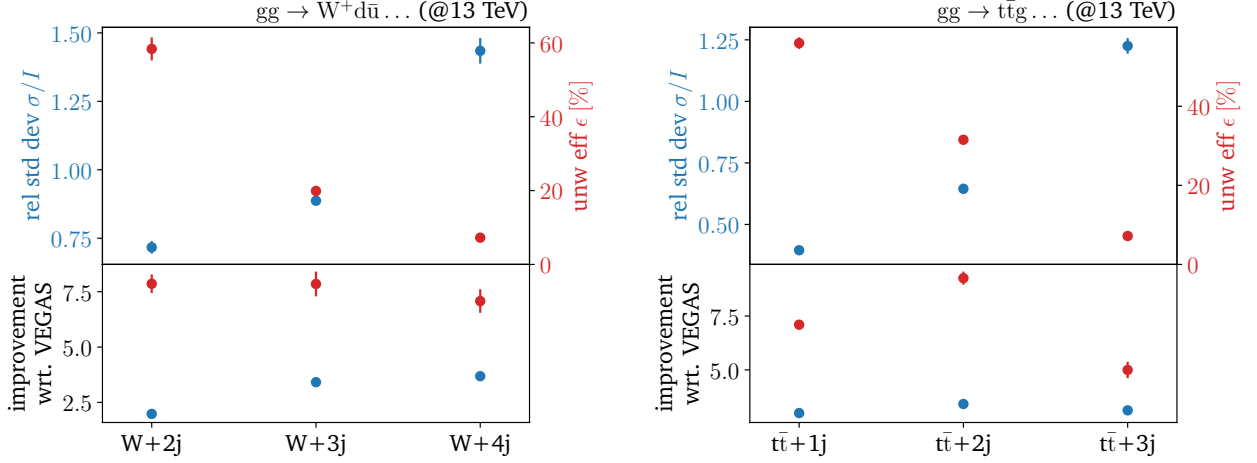 gg → W⁺dū … (@13 TeV)
rel std dev σ/I
1.50
1.25
1.00
0.75
unw eff ϵ [%]
60
40
20
0
improvement
wrt. VEGAS
7.5
5.0
2.5
W+2j
W+3j
W+4j
gg → tt̄g … (@13 TeV)
rel std dev σ/I
1.25
1.00
0.75
0.50
unw eff ϵ [%]
40
20
0
improvement
wrt. VEGAS
7.5
5.0
tt̄+1j
tt̄+2j
tt̄+3j